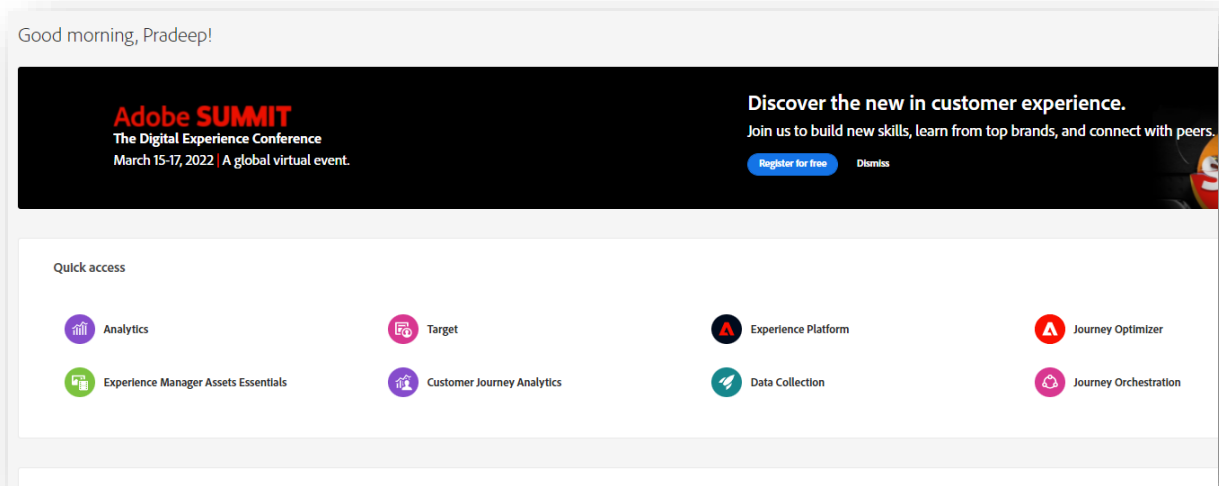 Good morning, Pradeep!
Adobe SUMMIT
The Digital Experience Conference
March 15-17, 2022 | A global virtual event.
Discover the new in customer experience.
Join us to build new skills, learn from top brands, and connect with peers.
Register for free
Dismiss
Quick access
Analytics
Target
Experience Platform
Journey Optimizer
Experience Manager Assets Essentials
Customer Journey Analytics
Data Collection
Journey Orchestration